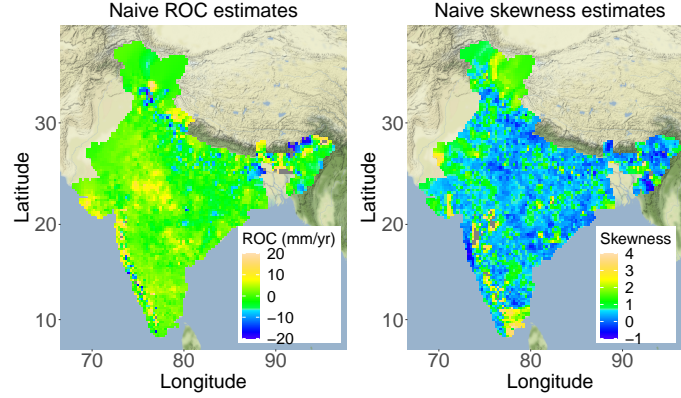 Naive ROC estimates
Latitude
30
20
10
ROC (mm/yr)
20
10
0
−10
−20
70 80 90
Longitude
Naive skewness estimates
Latitude
30
20
10
Skewness
4
3
2
1
0
−1
70 80 90
Longitude